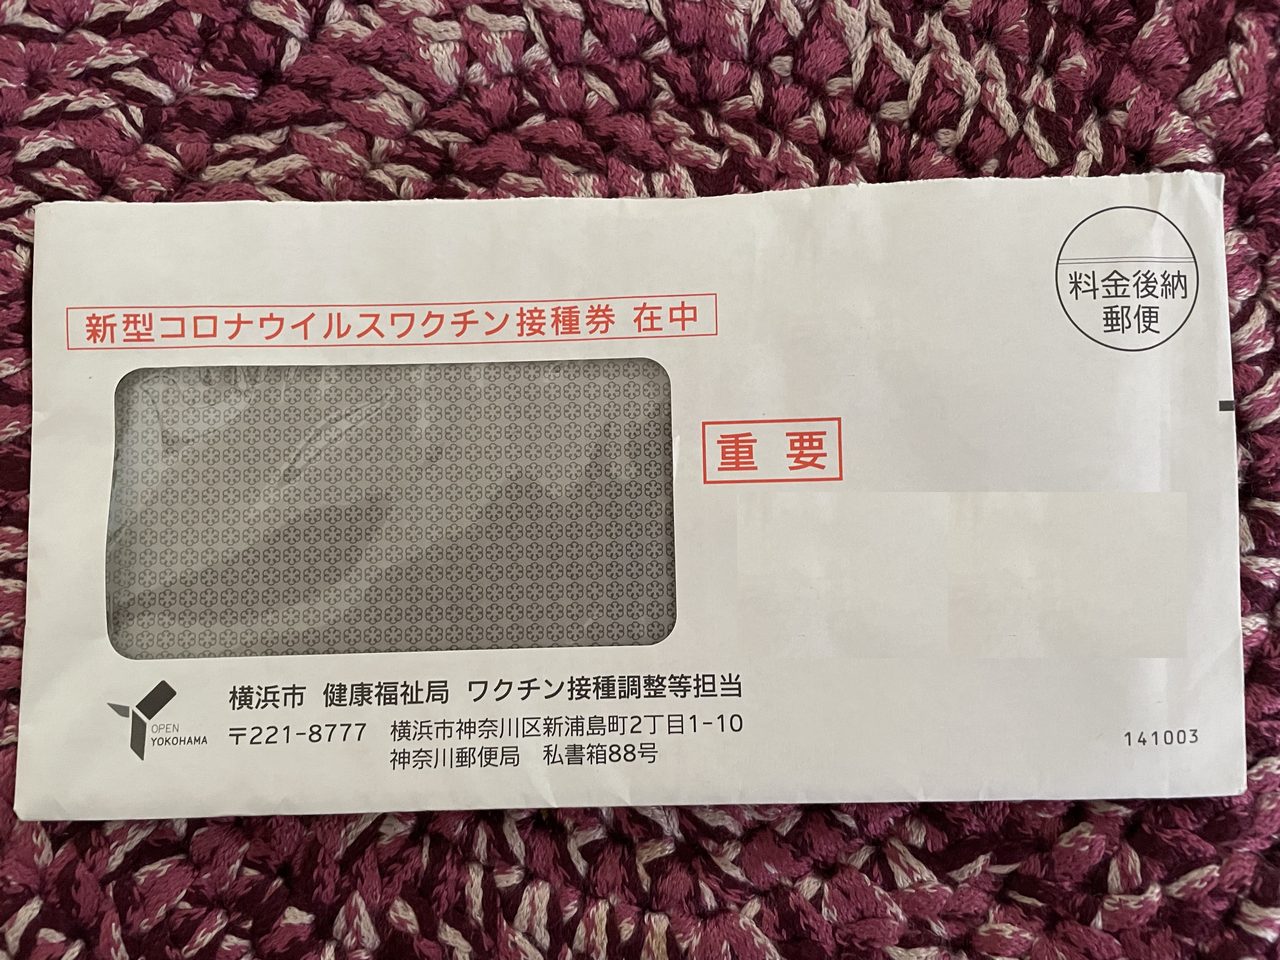 料金後納
郵便
新型コロナウイルスワクチン接種券 在中
重要
横浜市 健康福祉局 ワクチン接種調整等担当
〒221-8777 横浜市神奈川区新浦島町2丁目1-10
神奈川郵便局 私書箱88号
OPEN
YOKOHAMA
141003